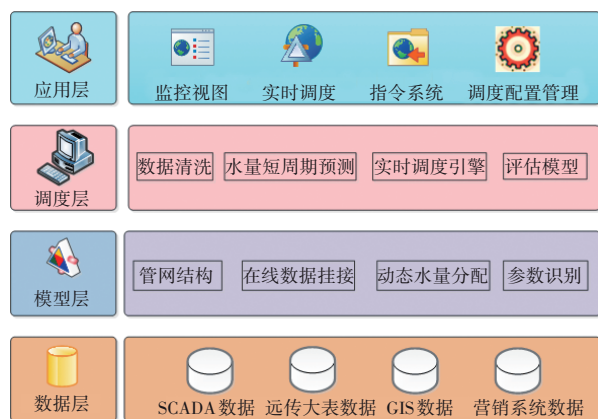 应用层
监控视图 实时调度 指令系统 调度配置管理
调度层
数据清洗 水量短周期预测 实时调度引擎 评估模型
模型层
管网结构 在线数据挂接 动态水量分配 参数识别
数据层
SCADA数据 远传大表数据 GIS数据 营销系统数据